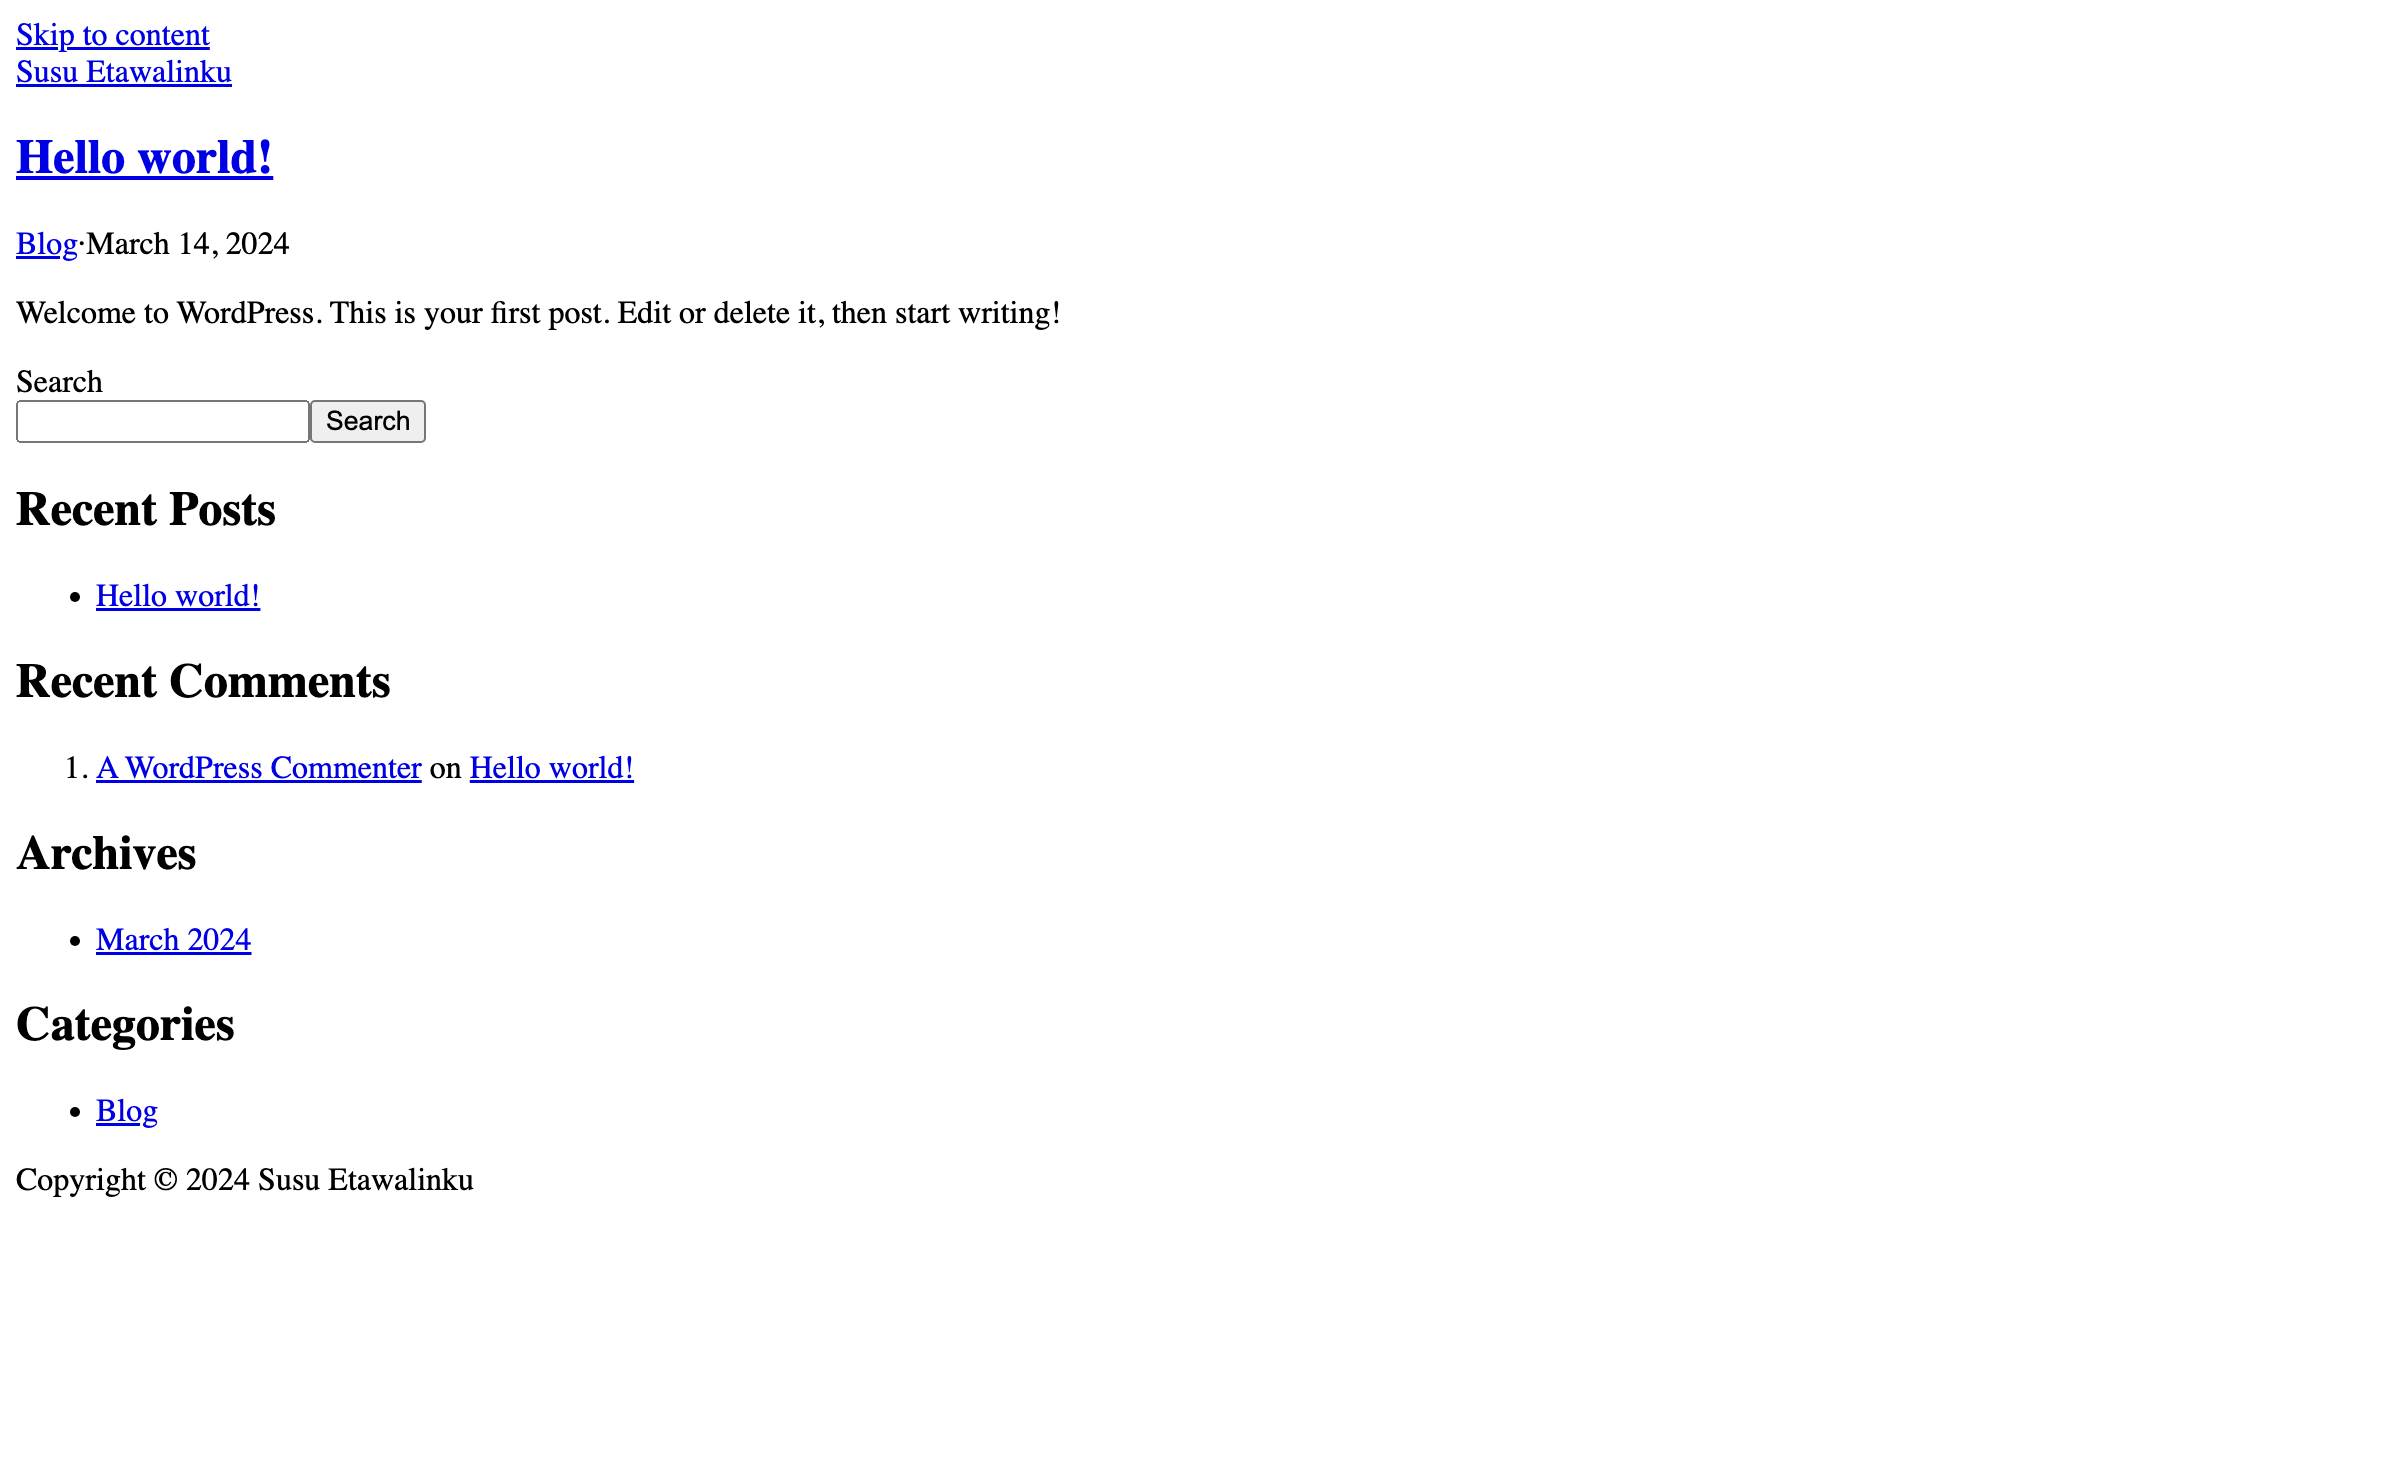 Skip to content
Susu Etawalinku
Hello world!
Blog·March 14, 2024
Welcome to WordPress. This is your first post. Edit or delete it, then start writing!
Search
Search
Recent Posts
• Hello world!
Recent Comments
1. A WordPress Commenter on Hello world!
Archives
• March 2024
Categories
• Blog
Copyright © 2024 Susu Etawalinku